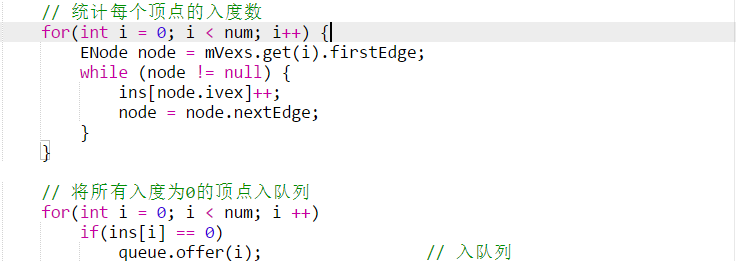 // 统计每个顶点的入度数
for(int i = 0; i < num; i++) {
ENode node = mVexs.get(i).firstEdge;
while (node != null) {
ins[node.ivex]++;
node = node.nextEdge;
}
}
// 将所有入度为0的顶点入队列
for(int i = 0; i < num; i ++)
if(ins[i] == 0)
queue.offer(i); // 入队列